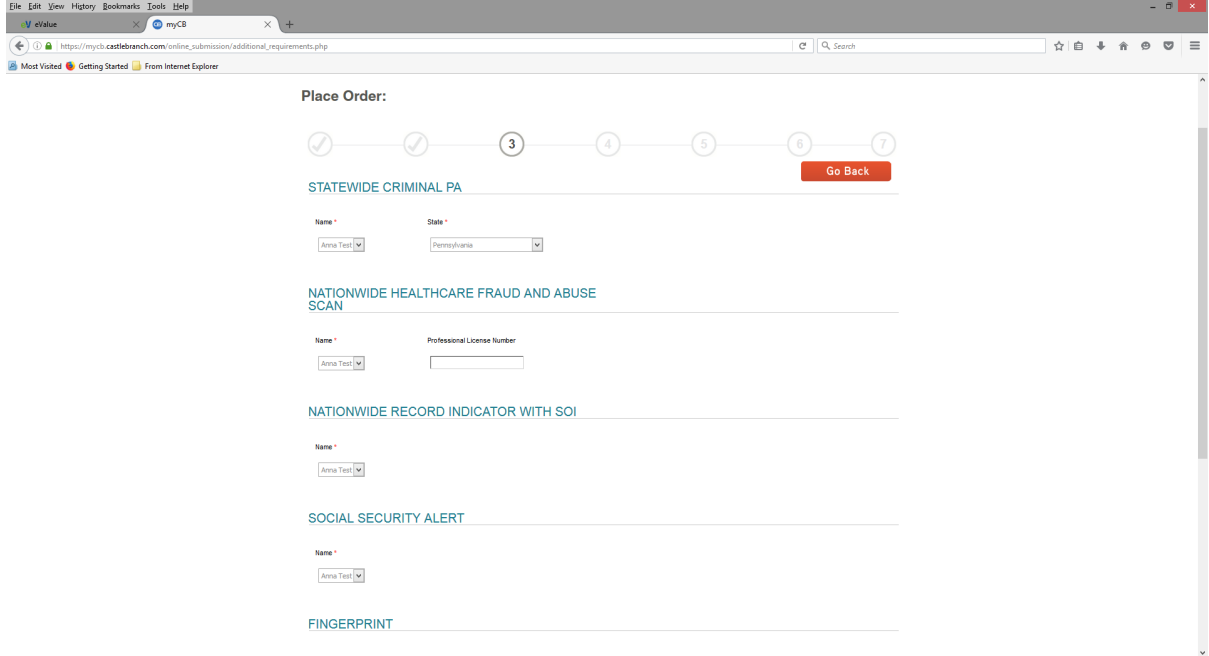 File Edit View History Bookmarks Tools Help
eV eValue
CB myCB
https://mycb.castlebranch.com/online_submission/additional_requirements.php
Search
Most Visited Getting Started From Internet Explorer
Place Order:
3 4 5 6 7
Go Back
STATEWIDE CRIMINAL PA
Name * State *
Anna Test Pennsylvania
NATIONWIDE HEALTHCARE FRAUD AND ABUSE
SCAN
Name * Professional License Number
Anna Test
NATIONWIDE RECORD INDICATOR WITH SOI
Name *
Anna Test
SOCIAL SECURITY ALERT
Name *
Anna Test
FINGERPRINT